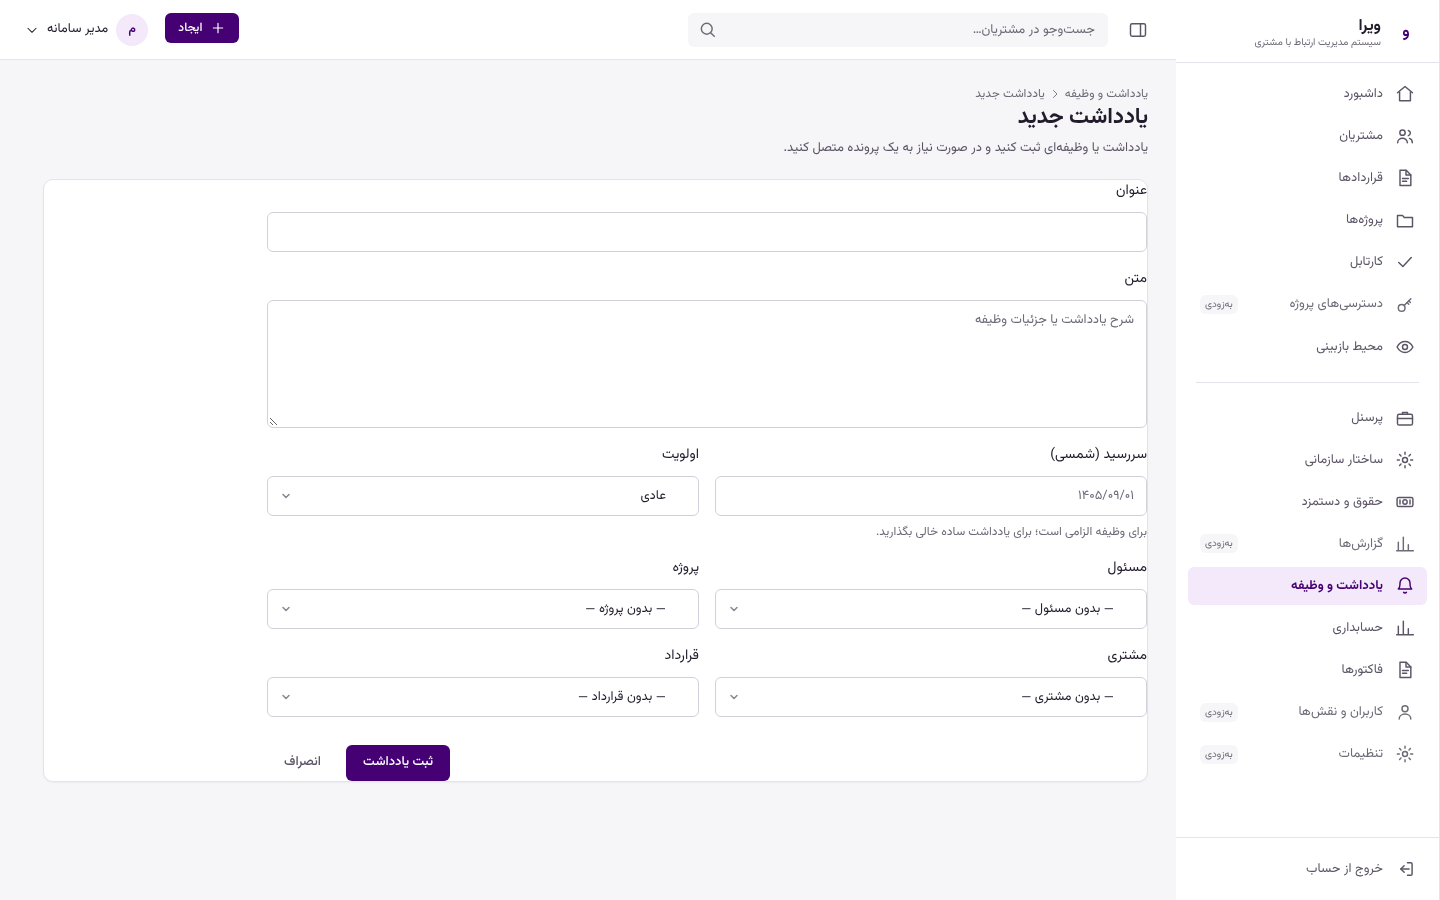 و
ویرا
سیستم مدیریت ارتباط با مشتری
داشبورد
مشتریان
قراردادها
پروژه‌ها
کارتابل
دسترسی‌های پروژه
به‌زودی
محیط بازبینی
پرسنل
ساختار سازمانی
حقوق و دستمزد
گزارش‌ها
به‌زودی
یادداشت و وظیفه
حسابداری
فاکتورها
کاربران و نقش‌ها
به‌زودی
تنظیمات
به‌زودی
خروج از حساب
جست‌وجو در مشتریان...
ایجاد
م
مدیر سامانه
یادداشت و وظیفه
یادداشت جدید
یادداشت جدید
یادداشت یا وظیفه‌ای ثبت کنید و در صورت نیاز به یک پرونده متصل کنید.
عنوان
متن
شرح یادداشت یا جزئیات وظیفه
سررسید (شمسی)
اولویت
۱۴۰۵/۰۹/۰۱
عادی
برای وظیفه الزامی است؛ برای یادداشت ساده خالی بگذارید.
مسئول
پروژه
— بدون مسئول —
— بدون پروژه —
مشتری
قرارداد
— بدون مشتری —
— بدون قرارداد —
ثبت یادداشت
انصراف